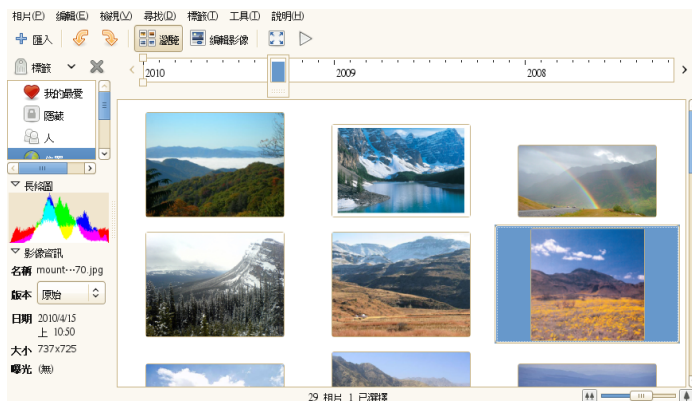 相片(P) 編輯(E) 檢視(V) 尋找(D) 標籤(T) 工具(T) 說明(H)
匯入 瀏覽 編輯影像
標籤
2010 2009 2008
我的最愛
隱藏
人
位置
長條圖
影像資訊
名稱 mount…70.jpg
版本 原始
日期 2010/4/15
上 10:50
大小 737x725
曝光 (無)
29 相片 1 已選擇